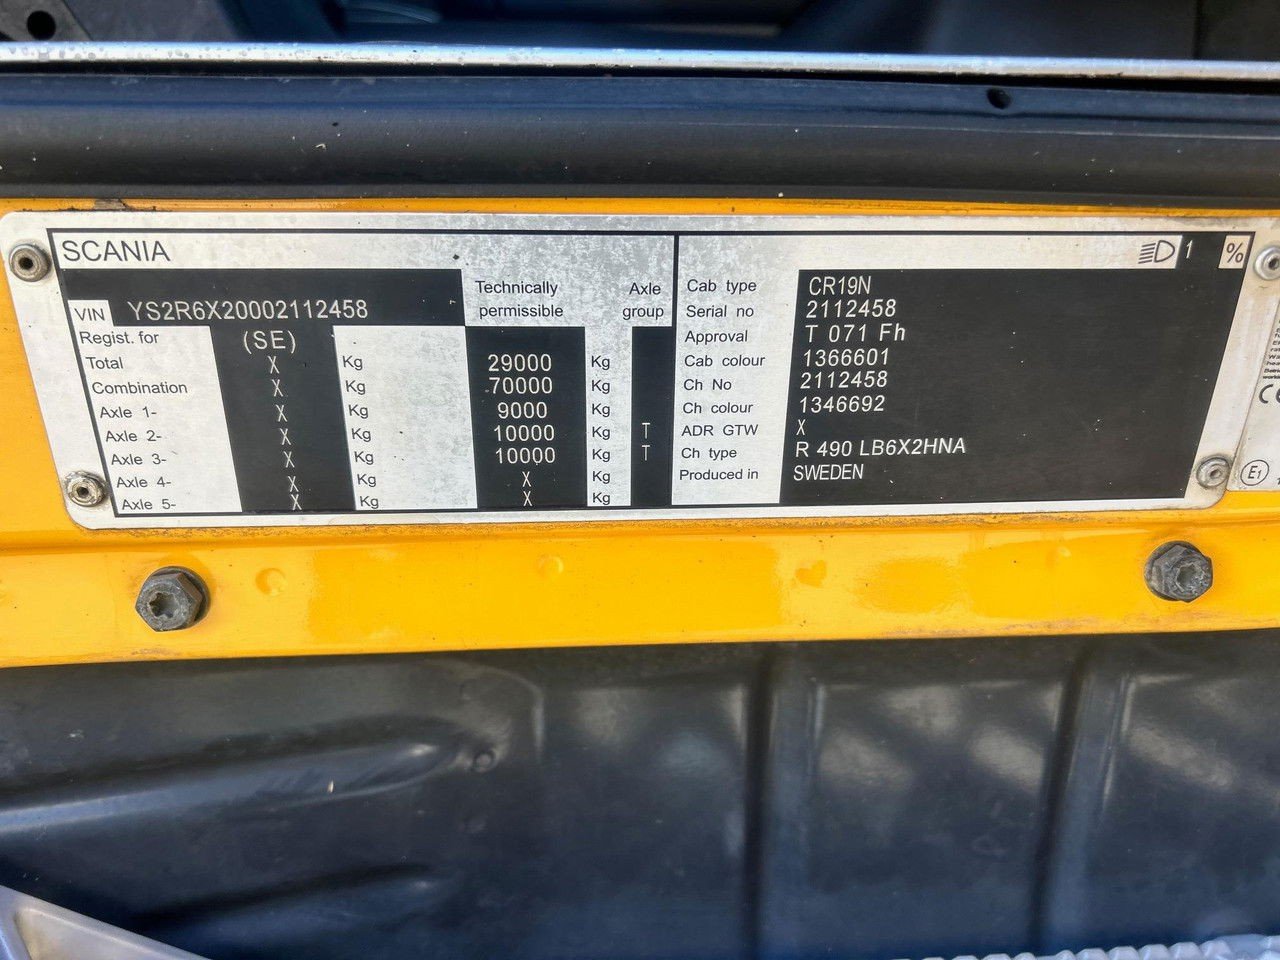 SCANIA
1 %
VIN YS2R6X20002112458
Technically permissible
Axle group
Regist. for (SE)
Total X Kg 29000 Kg
Combination X Kg 70000 Kg
Axle 1- X Kg 9000 Kg
Axle 2- X Kg 10000 Kg T
Axle 3- X Kg 10000 Kg T
Axle 4- X Kg X Kg
Axle 5- X Kg X Kg
Cab type CR19N
Serial no 2112458
Approval T 071 Fh
Cab colour 1366601
Ch No 2112458
Ch colour 1346692
ADR GTW X
Ch type R 490 LB6X2HNA
Produced in SWEDEN
E1